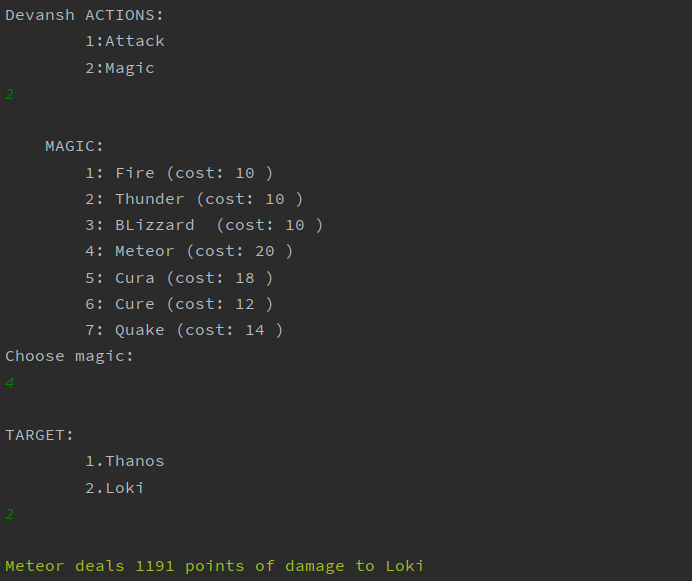 Devansh ACTIONS:
1:Attack
2:Magic
2
MAGIC:
1: Fire (cost: 10 )
2: Thunder (cost: 10 )
3: BLizzard  (cost: 10 )
4: Meteor (cost: 20 )
5: Cura (cost: 18 )
6: Cure (cost: 12 )
7: Quake (cost: 14 )
Choose magic:
4
TARGET:
1.Thanos
2.Loki
2
Meteor deals 1191 points of damage to Loki